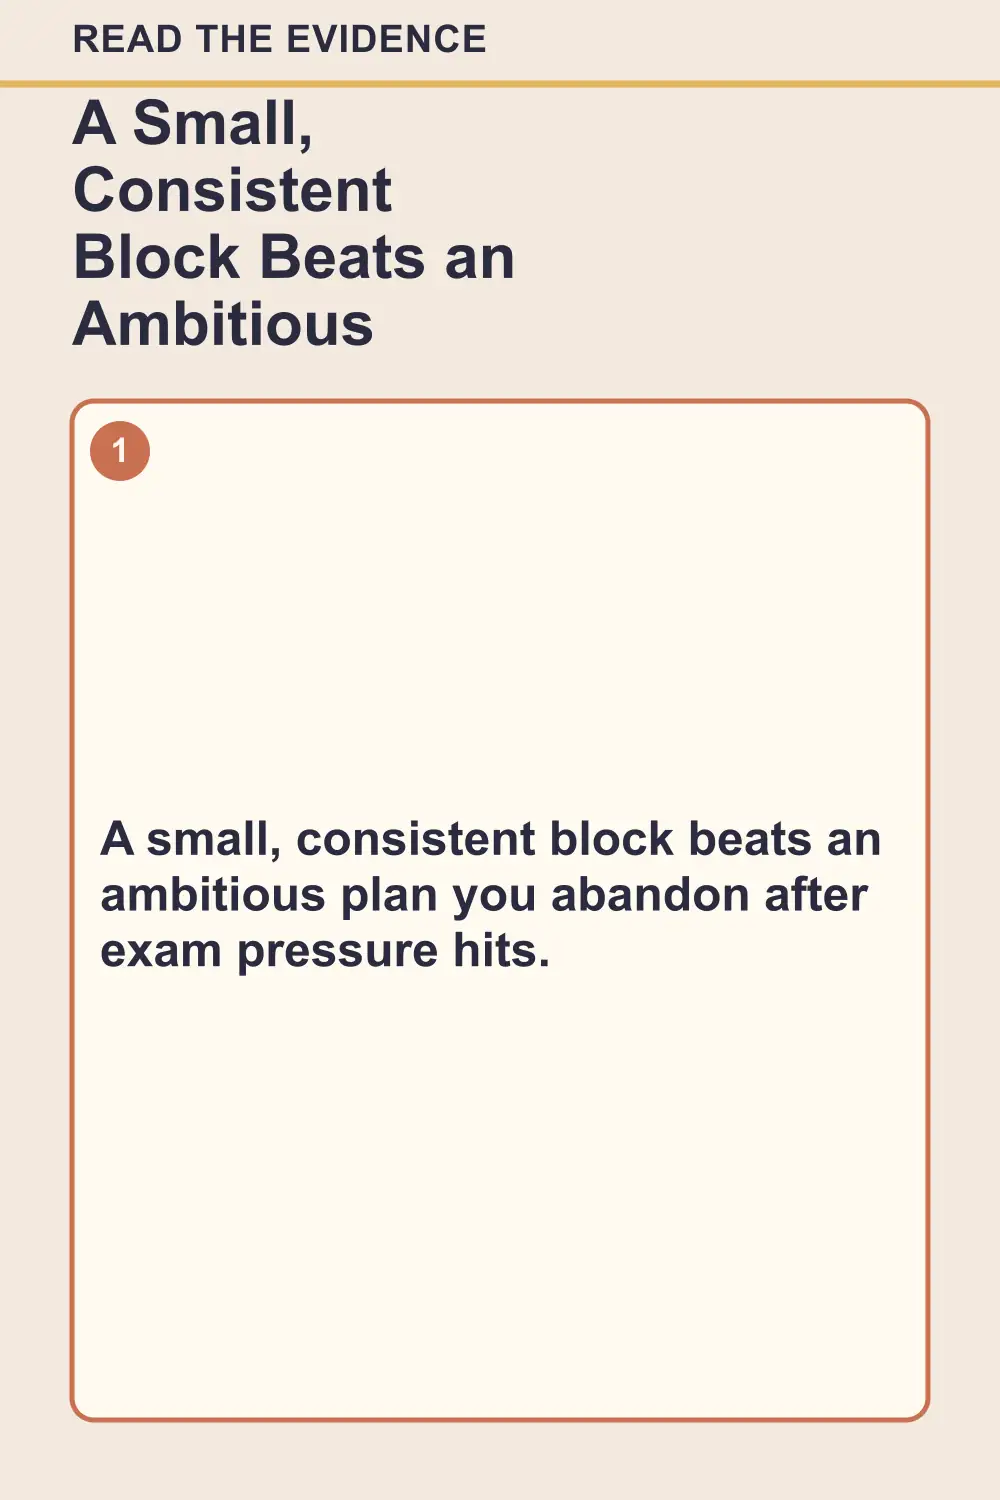 READ THE EVIDENCE
A Small,
Consistent
Block Beats an
Ambitious
1
A small, consistent block beats an
ambitious plan you abandon after
exam pressure hits.